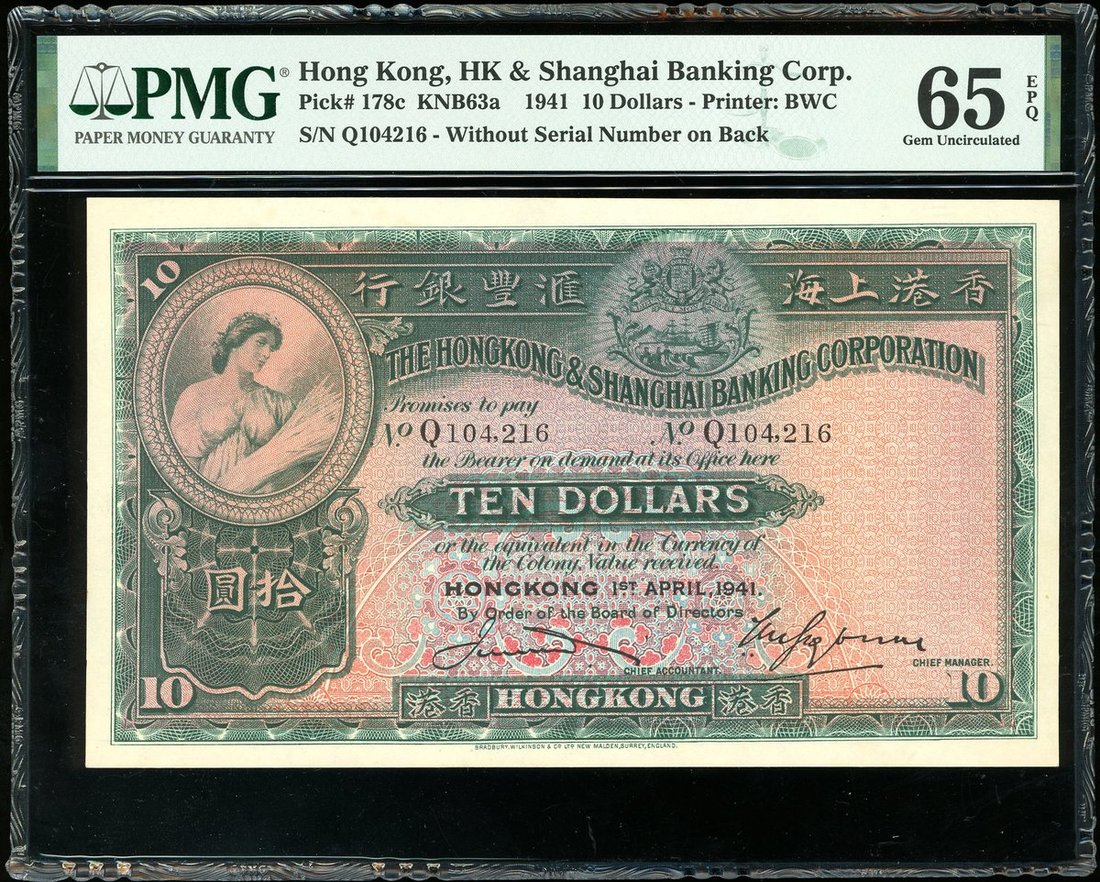 PMG® Hong Kong, HK & Shanghai Banking Corp.
PAPER MONEY GUARANTY
Pick# 178c KNB63a 1941 10 Dollars - Printer: BWC
S/N Q104216 - Without Serial Number on Back
65 EPQ
Gem Uncirculated
10
行銀豐滙 海上港香
THE HONGKONG & SHANGHAI BANKING CORPORATION
Promises to pay
No. Q104,216 No. Q104,216
the Bearer on demand at its Office here
TEN DOLLARS
or the equivalent in the Currency of
the Colony, Value received.
圓拾
HONGKONG, 1ST APRIL, 1941.
By Order of the Board of Directors
CHIEF ACCOUNTANT.
CHIEF MANAGER.
10 港香 HONGKONG 港香 10
BRADBURY, WILKINSON & CO LTD NEW MALDEN, SURREY, ENGLAND.